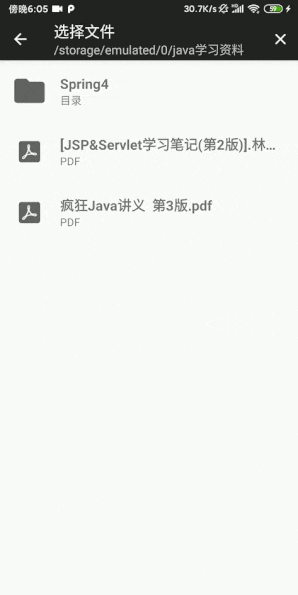 傍晚6:05 P 30.7K/s 59
选择文件
/storage/emulated/0/java学习资料
Spring4
目录
[JSP&Servlet学习笔记(第2版)].林...
PDF
疯狂Java讲义 第3版.pdf
PDF